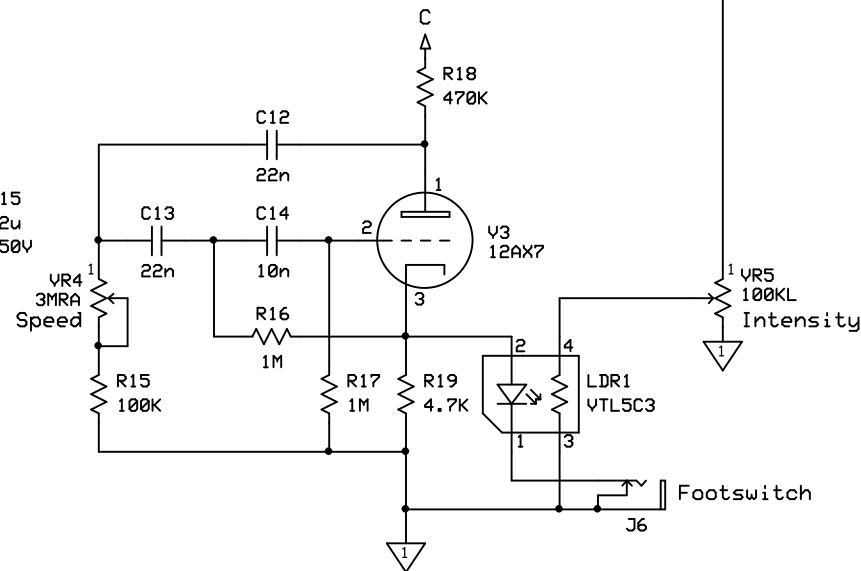 C
R18
470K
C12
22n
1
15
2u
50V
C13
22n
C14
10n
2
V3
12AX7
3
1
VR4
3MRA
Speed
R16
1M
1
VR5
100KL
Intensity
1
2
4
R15
100K
R17
1M
R19
4.7K
LDR1
VTL5C3
1
3
Footswitch
J6
1